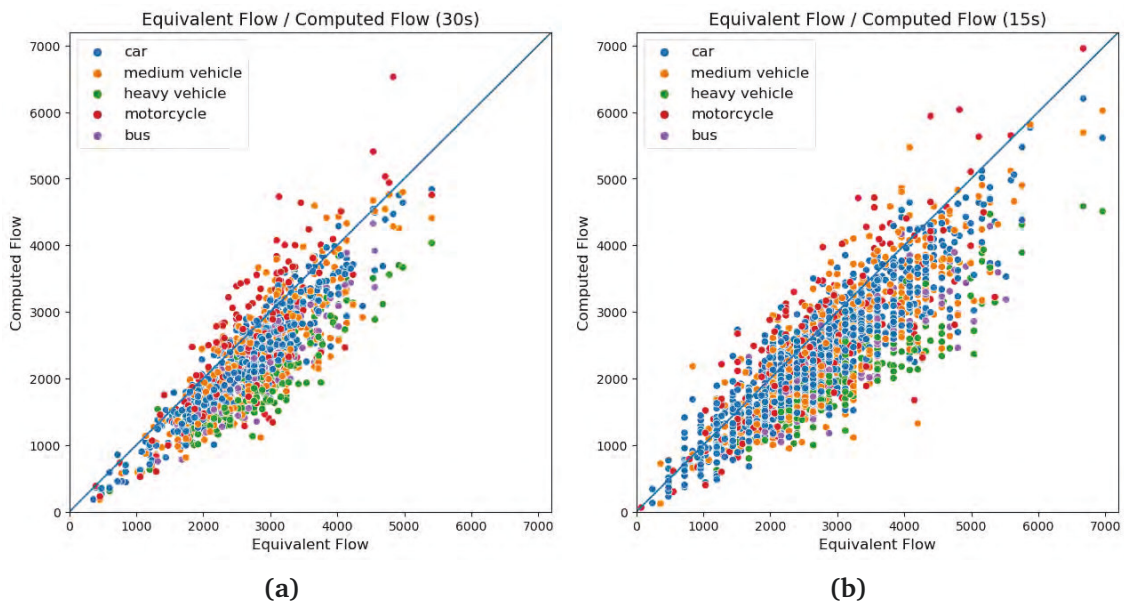 Equivalent Flow / Computed Flow (30s)
7000
6000
5000
4000
3000
2000
1000
0
Computed Flow
car
medium vehicle
heavy vehicle
motorcycle
bus
0 1000 2000 3000 4000 5000 6000 7000
Equivalent Flow
(a)
Equivalent Flow / Computed Flow (15s)
7000
6000
5000
4000
3000
2000
1000
0
Computed Flow
car
medium vehicle
heavy vehicle
motorcycle
bus
0 1000 2000 3000 4000 5000 6000 7000
Equivalent Flow
(b)